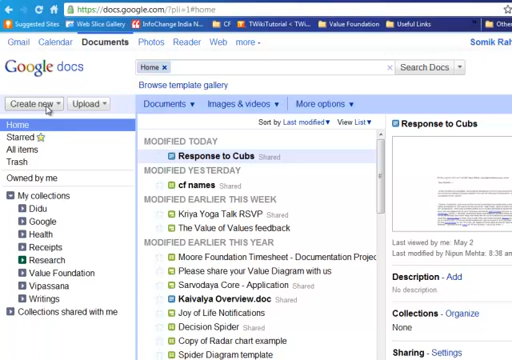 https://docs.google.com/?pli=1#home
Suggested Sites Web Slice Gallery InfoChange India N... CF TWikiTutorial < TWi... Value Foundation Useful Links Other
Gmail Calendar Documents Photos Reader Web more Somik Rah
Google docs
Home x
Search Docs
Browse template gallery
Create new Upload
Documents Images & videos More options
Home
Starred
All items
Trash
Owned by me
My collections
Didu
Google
Health
Receipts
Research
Value Foundation
Vipassana
Writings
Collections shared with me
Sort by Last modified View List
MODIFIED TODAY
Response to Cubs Shared
MODIFIED YESTERDAY
cf names Shared
MODIFIED EARLIER THIS WEEK
Kriya Yoga Talk RSVP Shared
The Value of Values feedback
MODIFIED EARLIER THIS YEAR
Moore Foundation Timesheet - Documentation Projec
Please share your Value Diagram with us
Sarvodaya Corce - Application Shared
Kaivalya Overview.doc Shared
Joy of Life Notifications
Decision Spider Shared
Copy of Radar chart example
Spider Diagram template
Response to Cubs
Last viewed by me: May 2
Last modified by Nipun Mehta: 8:38 am
Description - Add
No description.
Collections - Organize
None
Sharing - Settings